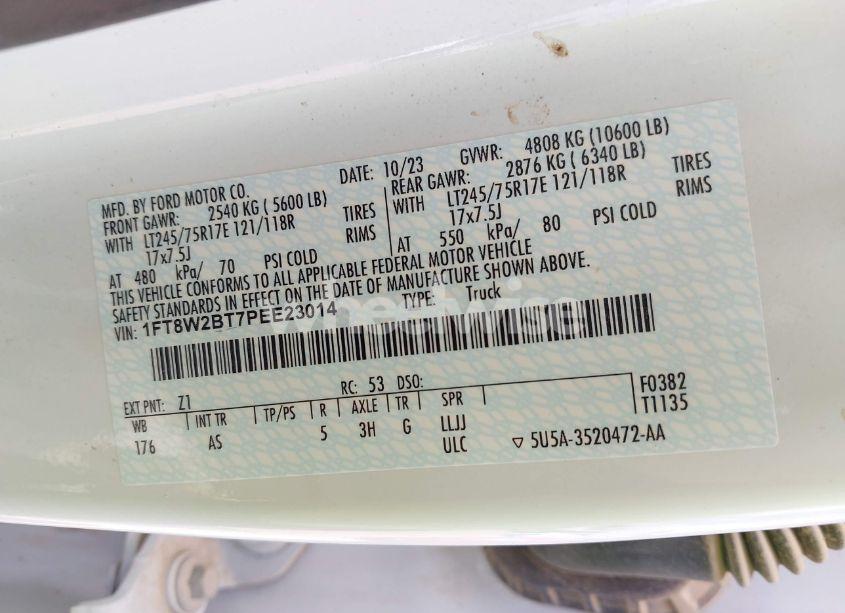 MFD. BY FORD MOTOR CO. DATE: 10/23 GVWR: 4808 KG (10600 LB)
FRONT GAWR: 2540 KG ( 5600 LB) REAR GAWR: 2876 KG ( 6340 LB)
WITH LT245/75R17E 121/118R TIRES WITH LT245/75R17E 121/118R TIRES
17x7.5J RIMS 17x7.5J RIMS
AT 480 kPa/ 70 PSI COLD AT 550 kPa/ 80 PSI COLD
THIS VEHICLE CONFORMS TO ALL APPLICABLE FEDERAL MOTOR VEHICLE
SAFETY STANDARDS IN EFFECT ON THE DATE OF MANUFACTURE SHOWN ABOVE.
VIN: 1FT8W2BT7PEE23014 TYPE: Truck
wheelwise
EXT PNT: Z1 RC: 53 DSO: F0382
WB INT TR TP/PS R AXLE TR SPR T1135
176 AS 5 3H G LLJJ
ULC ▽ 5U5A-3520472-AA